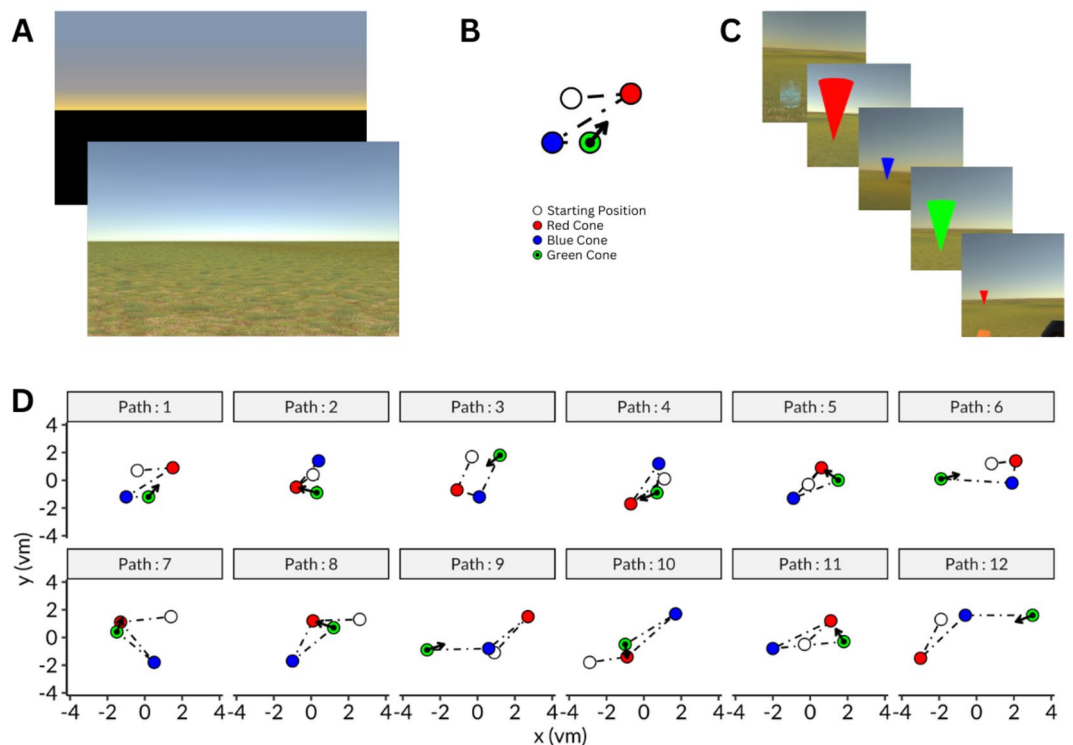 A
B
C
Starting Position
Red Cone
Blue Cone
Green Cone
D
Path : 1 Path : 2 Path : 3 Path : 4 Path : 5 Path : 6
4
2
0
-2
-4
Path : 7 Path : 8 Path : 9 Path : 10 Path : 11 Path : 12
4
2
0
-2
-4
y (vm)
-4 -2 0 2 4 -4 -2 0 2 4 -4 -2 0 2 4 -4 -2 0 2 4 -4 -2 0 2 4 -4 -2 0 2 4
x (vm)